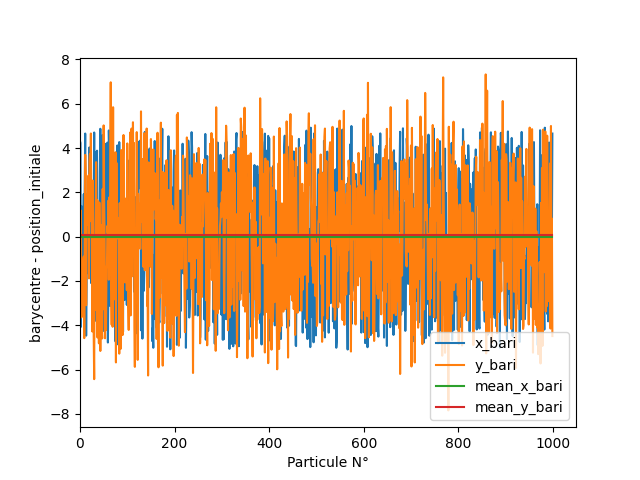 8
6
4
2
0
−2
−4
−6
−8
barycentre - position_initiale
0 200 400 600 800 1000
Particule N°
x_bari
y_bari
mean_x_bari
mean_y_bari